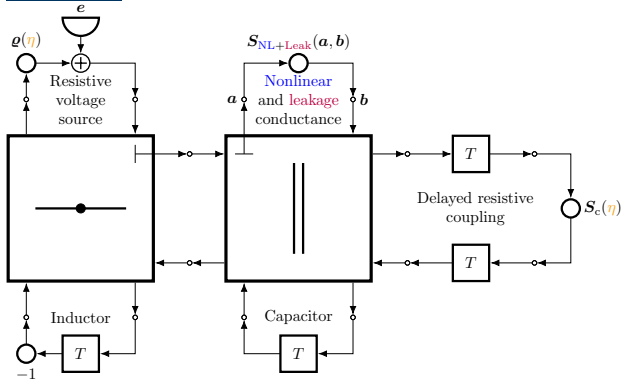 e
ϱ(η)
+
Resistive
voltage
source
S_NL+Leak(a, b)
Nonlinear
and leakage
conductance
a
b
T
Delayed resistive
coupling
S_c(η)
T
Inductor
T
−1
Capacitor
T